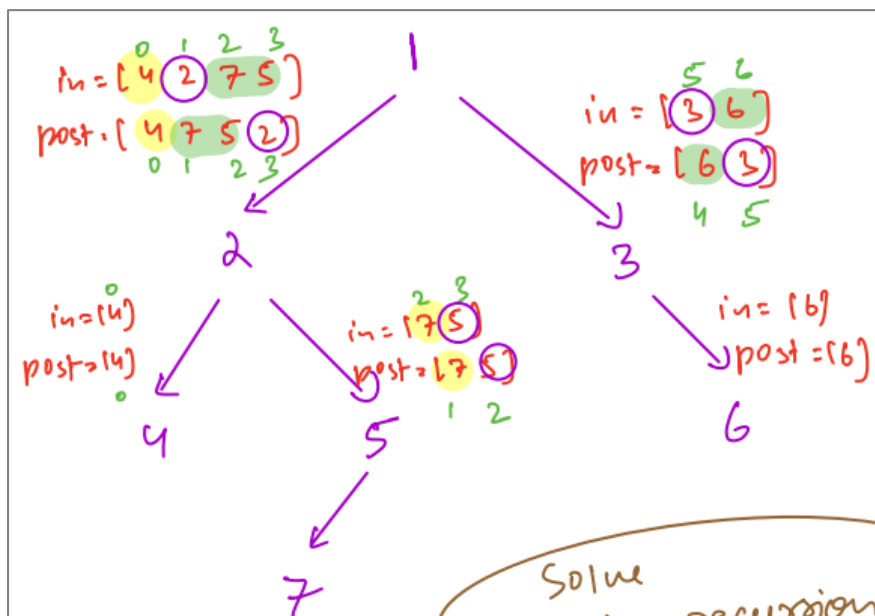 0 1 2 3
in = [4 2 7 5]
post = [4 7 5 2]
0 1 2 3
1
5 6
in = [3 6]
post = [6 3]
4 5
2
3
0
in = [4]
post = [4]
0
2 3
in = [7 5]
post = [7 5]
1 2
in = [6]
post = [6]
4
5
6
7
Solve
recursion